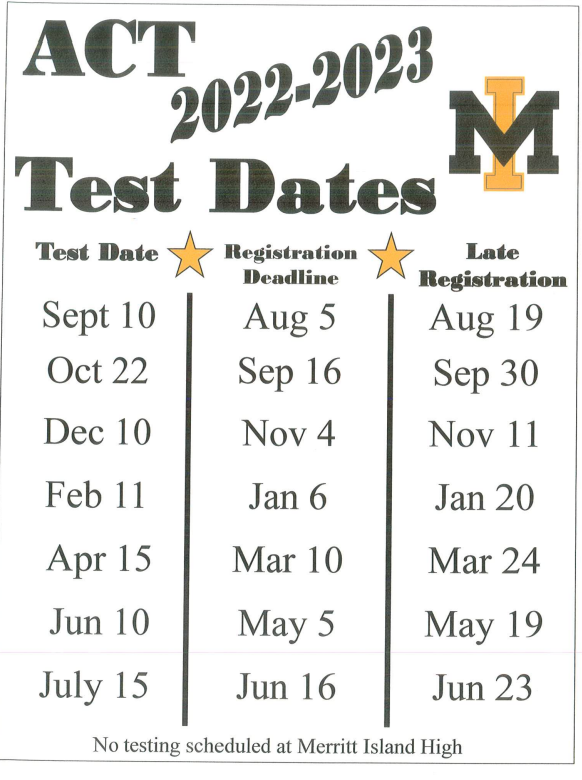 ACT
2022-2023
Test Dates
MI
Test Date Registration Deadline Late Registration
Sept 10 Aug 5 Aug 19
Oct 22 Sep 16 Sep 30
Dec 10 Nov 4 Nov 11
Feb 11 Jan 6 Jan 20
Apr 15 Mar 10 Mar 24
Jun 10 May 5 May 19
July 15 Jun 16 Jun 23
No testing scheduled at Merritt Island High